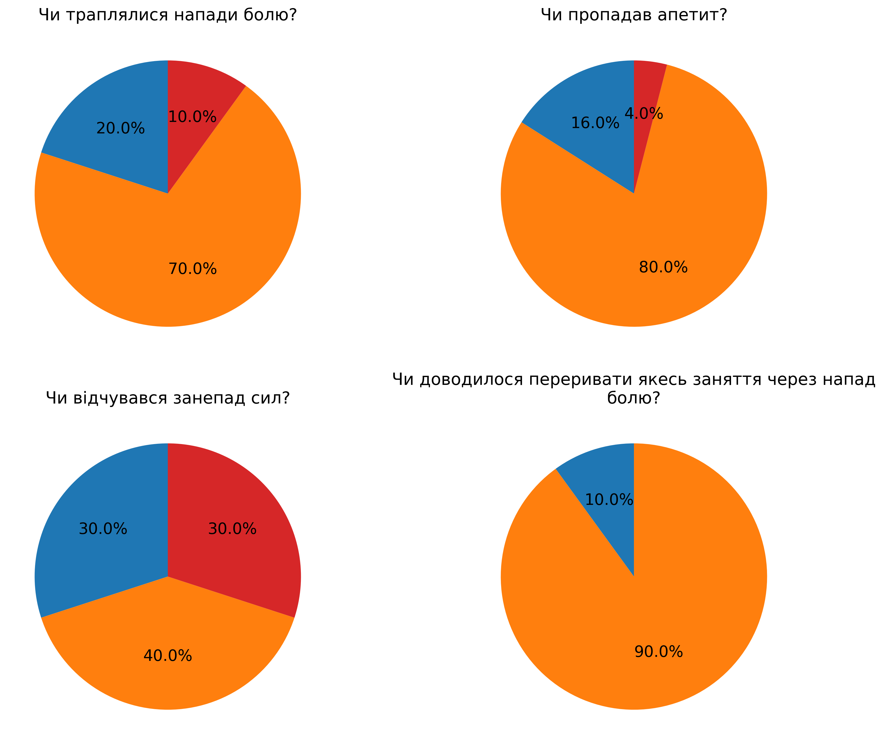 Чи траплялися напади болю?
20.0%
10.0%
70.0%
Чи пропадав апетит?
16.0%
4.0%
80.0%
Чи відчувався занепад сил?
30.0%
30.0%
40.0%
Чи доводилося переривати якесь заняття через напад
болю?
10.0%
90.0%